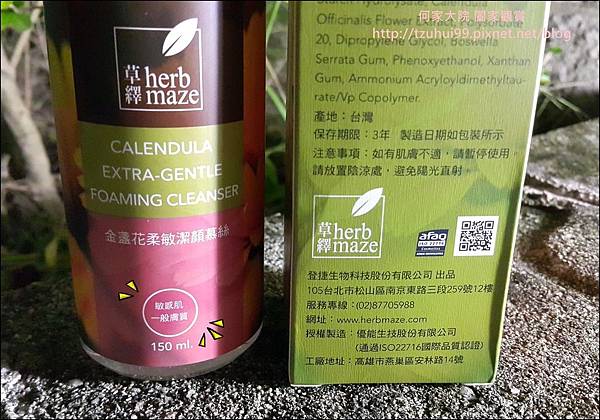 何家大院 闔家觀賞
http://tzuhui99.pixnet.net/blog
草繹 herb maze
CALENDULA
EXTRA-GENTLE
FOAMING CLEANSER
金盞花柔敏潔顏慕絲
敏感肌
一般膚質
150 ml.
Starch Hydrolysate
Officinalis Flower Extract, Polysorbate
20, Dipropylene Glycol, Boswella
Serrata Gum, Phenoxyethanol, Xanthan
Gum, Ammonium Acryloyldimethyltau-
rate/Vp Copolymer.
產地：台灣
保存期限：3年 製造日期如包裝所示
注意事項：如有肌膚不適，請暫停使用。
請放置陰涼處，避免陽光直射。
草繹 herb maze
afaq
ISO 22716
Cosmetics
登捷生物科技股份有限公司 出品
105台北市松山區南京東路三段259號12樓
服務專線：(02)87705988
網址：www.herbmaze.com
授權製造：優能生技股份有限公司
(通過ISO22716國際品質認證)
工廠地址：高雄市燕巢區安林路14號